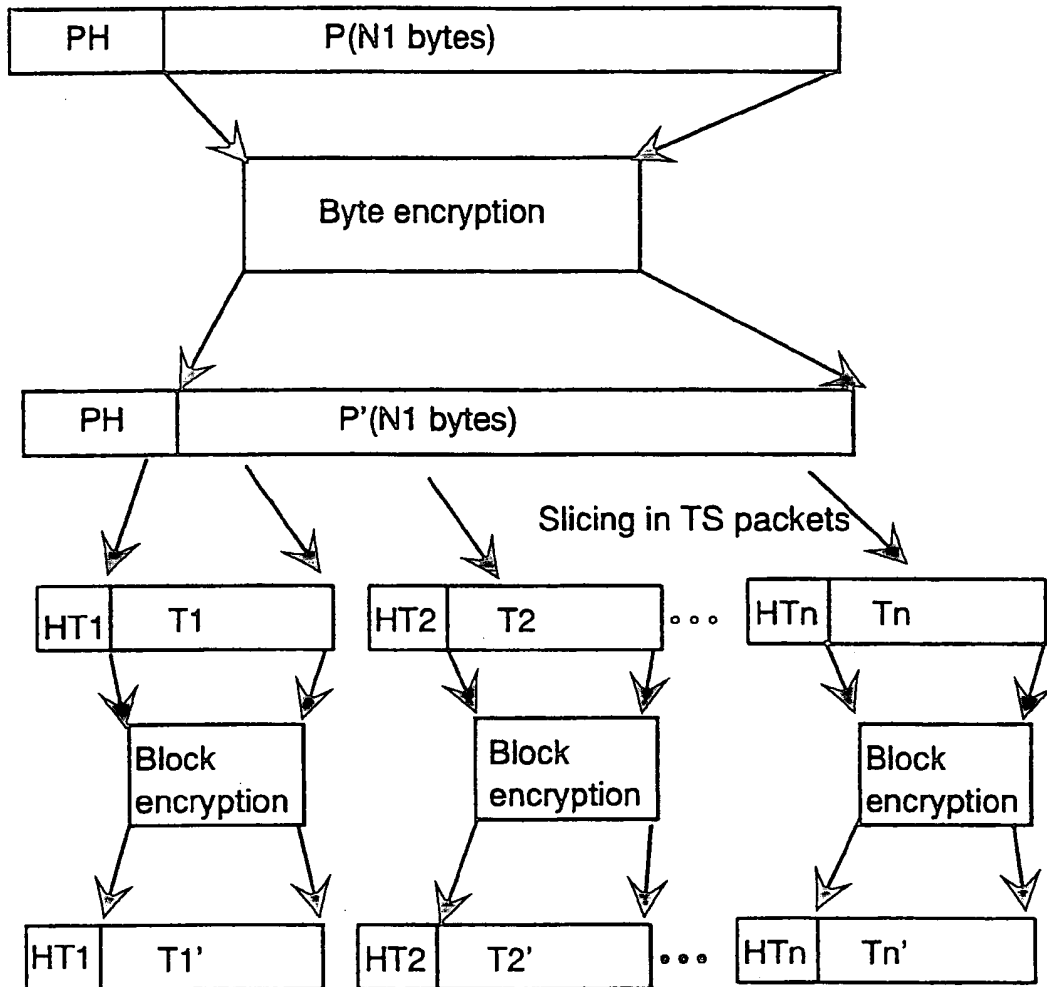 PH P(N1 bytes)
Byte encryption
PH P'(N1 bytes)
Slicing in TS packets
HT1 T1 HT2 T2 HTn Tn
Block encryption
Block encryption
Block encryption
HT1 T1' HT2 T2' HTn Tn'